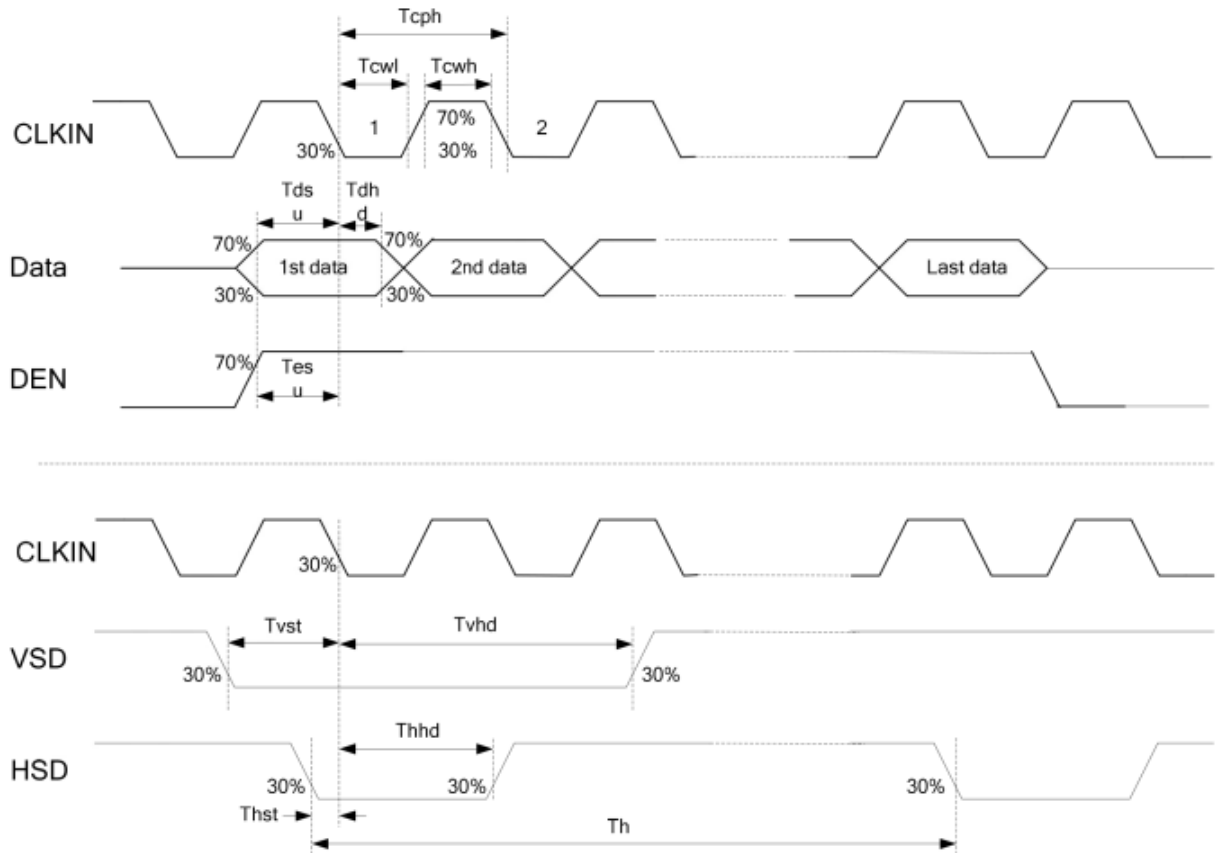 Tcph
Tcwl Tcwh
CLKIN 30% 1 70% 30% 2
Tds
u
Tdh
d
Data 70% 30% 1st data 70% 30% 2nd data Last data
DEN 70% Tes
u
CLKIN 30%
VSD 30% Tvst Tvhd 30%
HSD 30% Thhd 30% 30%
Thst Th